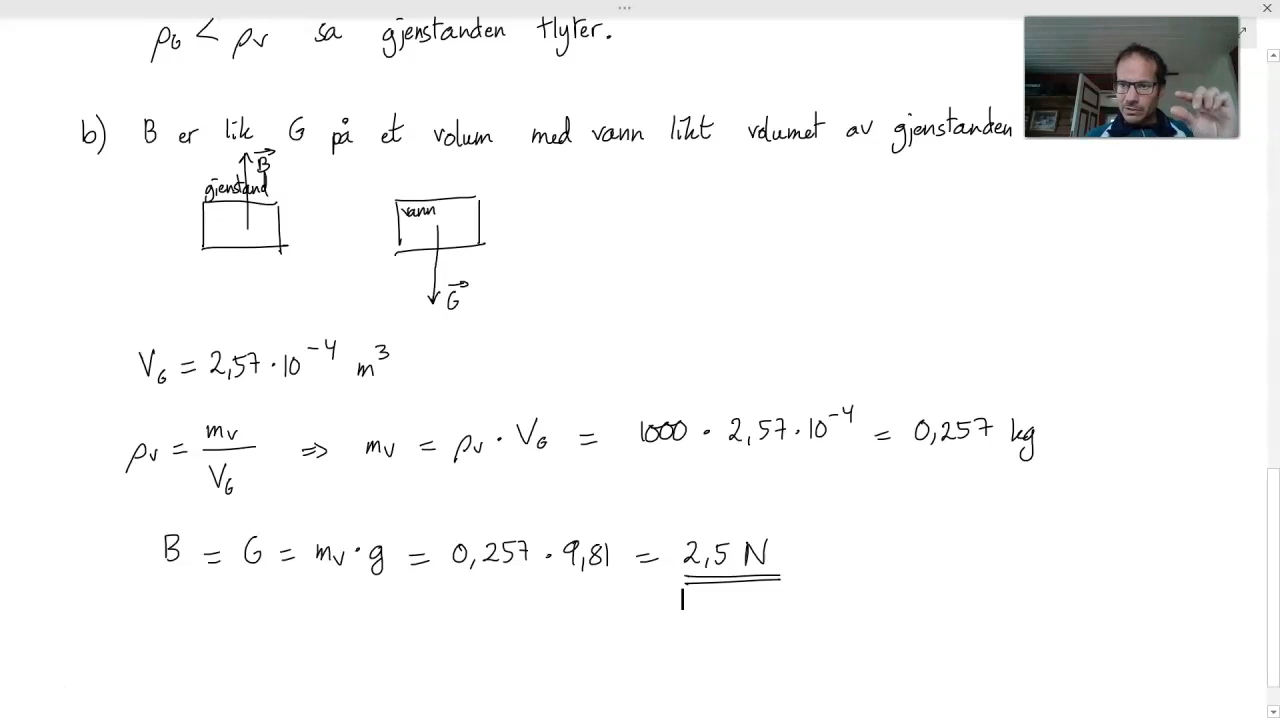 ρG < ρV så gjenstanden flyter.
b) B er lik G på et volum med vann likt volumet av gjenstanden
B
gjenstand
vann
G
VG = 2,57 · 10^-4 m^3
ρV = mV / VG ⇒ mV = ρV · VG = 1000 · 2,57 · 10^-4 = 0,257 kg
B = G = mV · g = 0,257 · 9,81 = 2,5 N